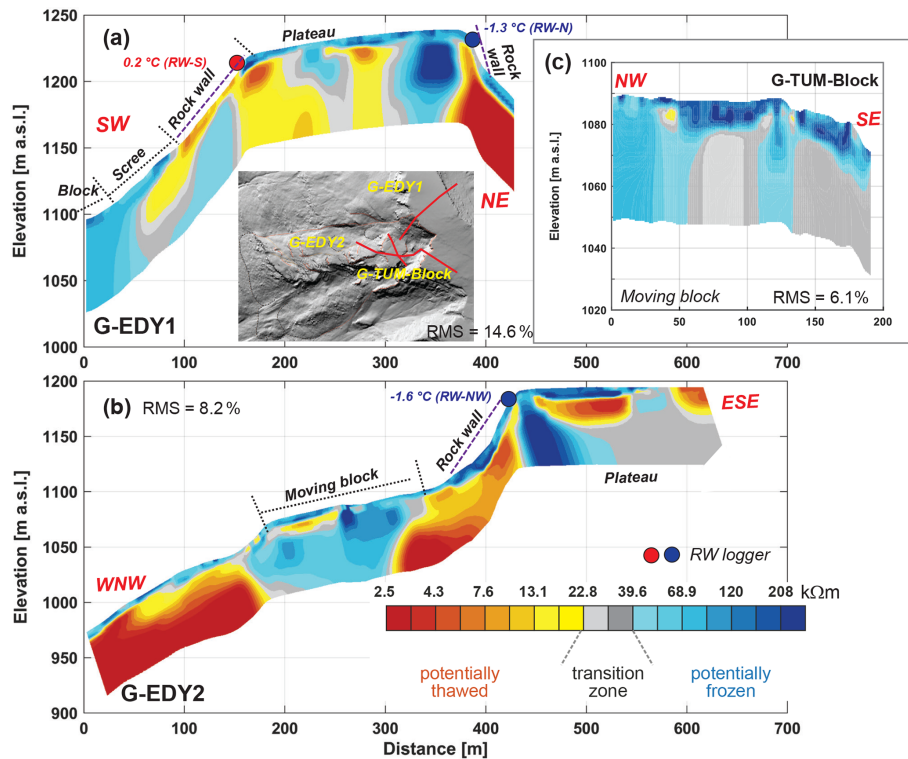 (a)
0.2 °C (RW-S)
Plateau
-1.3 °C (RW-N)
Rock wall
Rock wall
SW
Scree
Block
NE
G-EDY1
G-EDY2
G-TUM-Block
G-EDY1
RMS = 14.6 %
Elevation [m a.s.l.]
1250
1200
1150
1100
1050
1000
0 100 200 300 400 500 600 700
(c)
NW
G-TUM-Block
SE
Elevation [m a.s.l.]
1100
1080
1060
1040
1020
Moving block
RMS = 6.1 %
0 50 100 150 200
(b)
RMS = 8.2 %
-1.6 °C (RW-NW)
ESE
Rock wall
Moving block
Plateau
WNW
RW logger
G-EDY2
2.5 4.3 7.6 13.1 22.8 39.6 68.9 120 208 kΩm
potentially
thawed
transition
zone
potentially
frozen
Elevation [m a.s.l.]
1200
1150
1100
1050
1000
950
900
0 100 200 300 400 500 600 700
Distance [m]